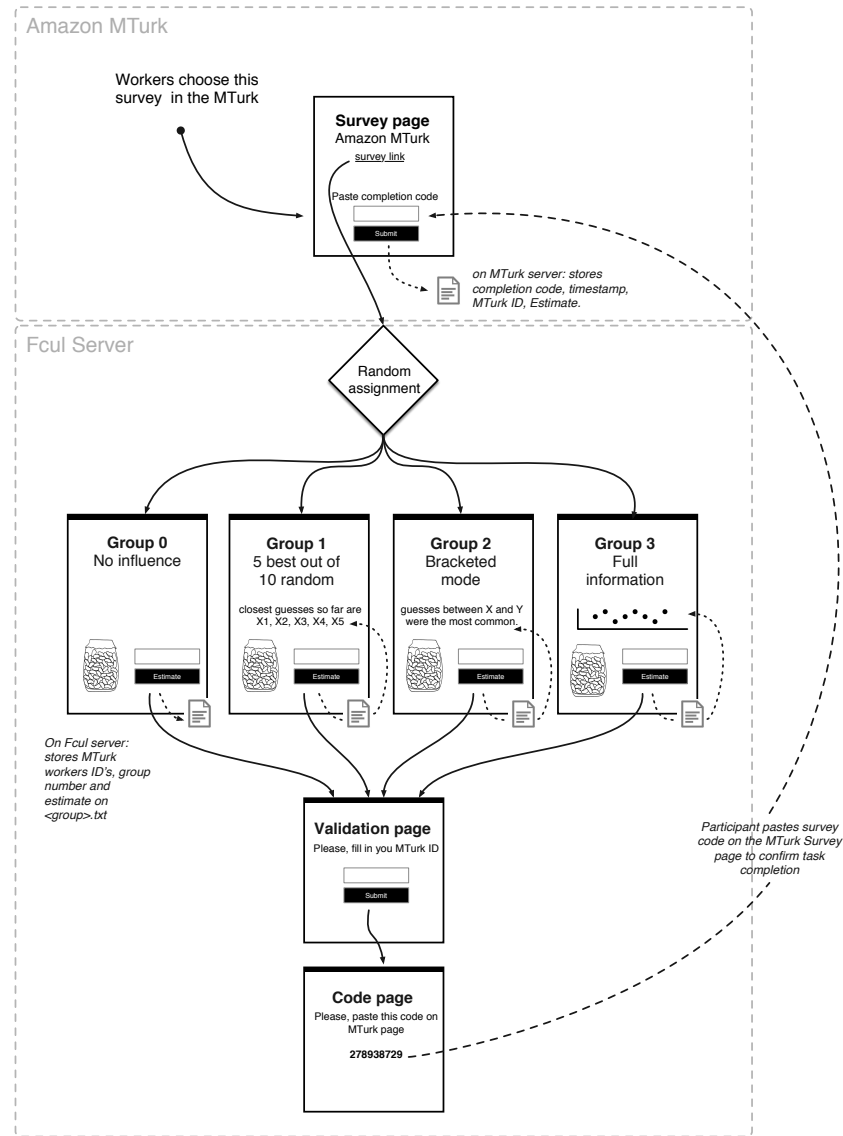 Amazon MTurk
Workers choose this
survey in the MTurk
Survey page
Amazon MTurk
survey link
Paste completion code
Submit
on MTurk server: stores
completion code, timestamp,
MTurk ID, Estimate.
Fcul Server
Random
assignment
Group 0
No influence
Estimate
Group 1
5 best out of
10 random
closest guesses so far are
X1, X2, X3, X4, X5
Estimate
Group 2
Bracketed
mode
guesses between X and Y
were the most common.
Estimate
Group 3
Full
information
Estimate
On Fcul server:
stores MTurk
workers ID's, group
number and
estimate on
<group>.txt
Validation page
Please, fill in you MTurk ID
Submit
Participant pastes survey
code on the MTurk Survey
page to confirm task
completion
Code page
Please, paste this code on
MTurk page
278938729